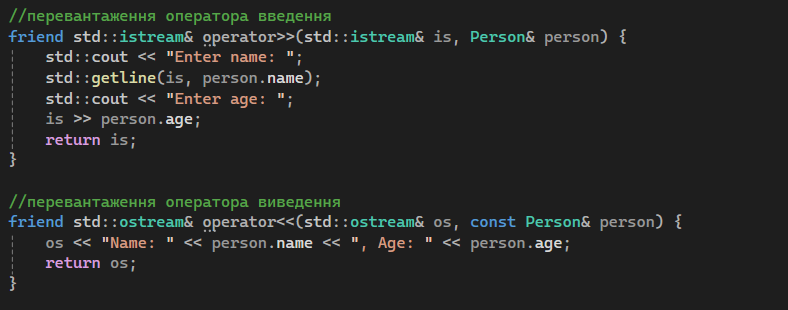 //перевантаження оператора введення
friend std::istream& operator>>(std::istream& is, Person& person) {
    std::cout << "Enter name: ";
    std::getline(is, person.name);
    std::cout << "Enter age: ";
    is >> person.age;
    return is;
}

//перевантаження оператора виведення
friend std::ostream& operator<<(std::ostream& os, const Person& person) {
    os << "Name: " << person.name << ", Age: " << person.age;
    return os;
}